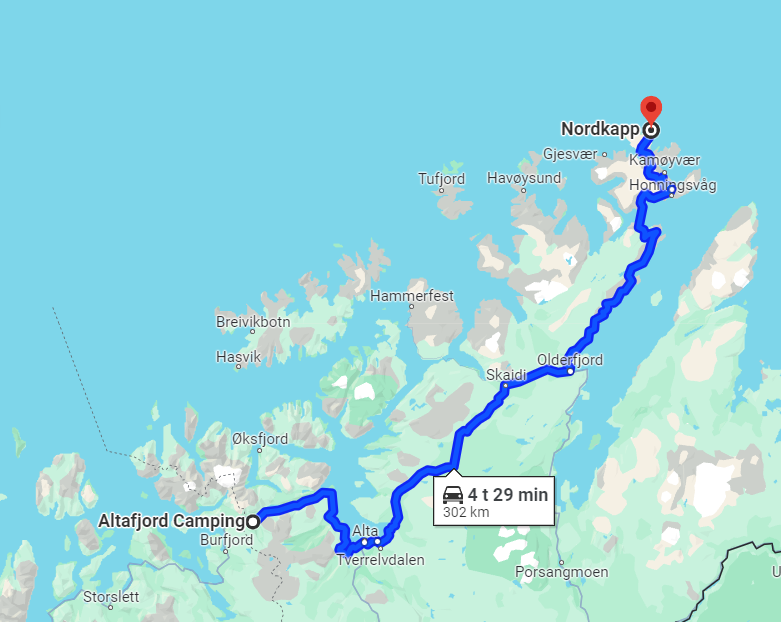 Nordkapp
Gjesvær
Kamøyvær
Tufjord
Havøysund
Honningsvåg
Hammerfest
Breivikbotn
Hasvik
Olderfjord
Skaidi
Øksfjord
4 t 29 min
302 km
Altafjord Camping
Burfjord
Alta
Tverrelvdalen
Porsangmoen
U
Storslett